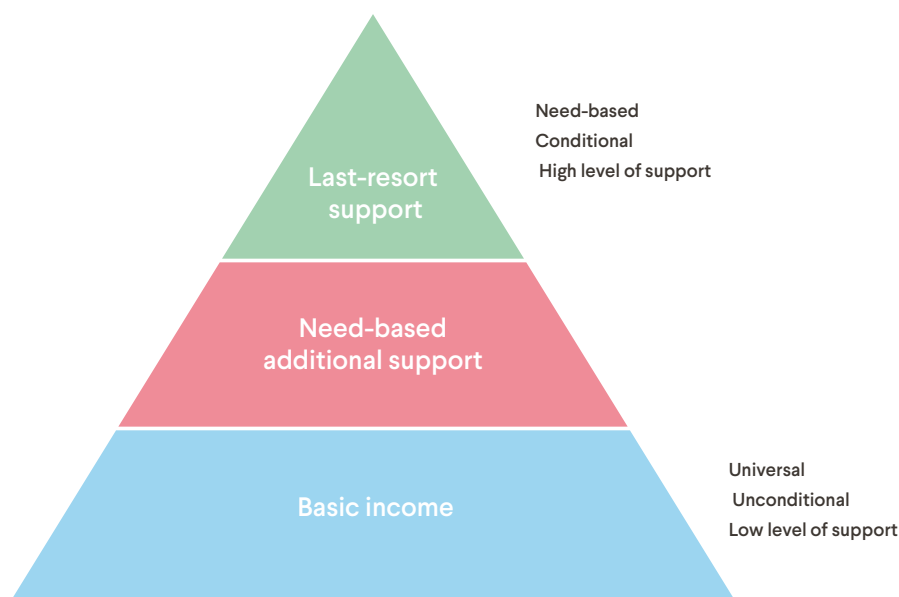 Need-based
Conditional
High level of support
Last-resort
support
Need-based
additional support
Universal
Unconditional
Low level of support
Basic income